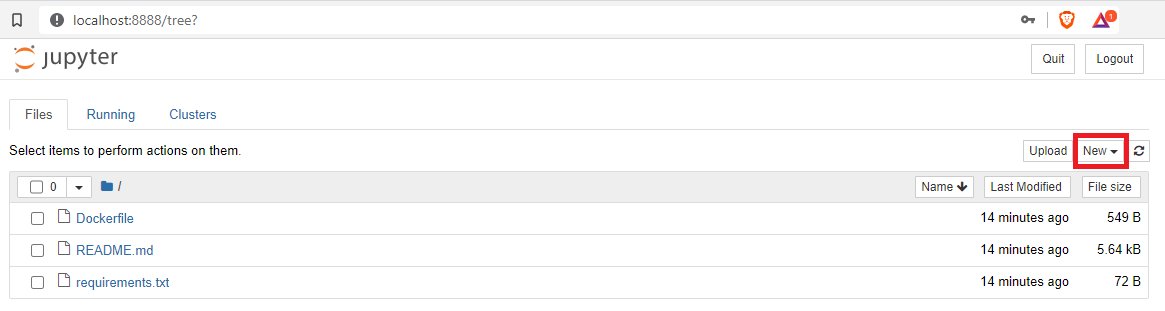 localhost:8888/tree?
1
jupyter
Quit Logout
Files Running Clusters
Select items to perform actions on them.
Upload New
0 / Name Last Modified File size
Dockerfile 14 minutes ago 549 B
README.md 14 minutes ago 5.64 kB
requirements.txt 14 minutes ago 72 B